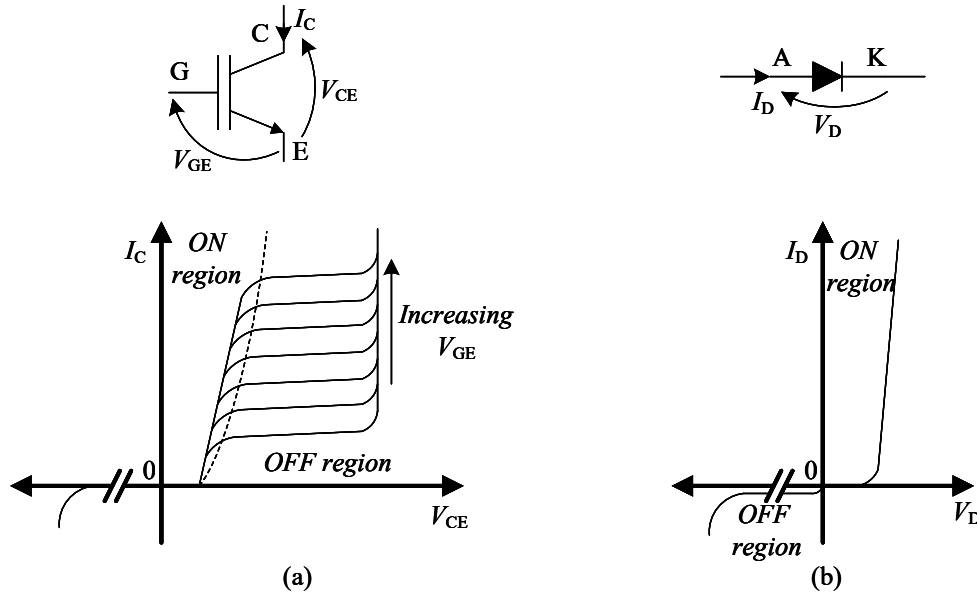 I_C
C
G
V_CE
E
V_GE
I_C
ON
region
Increasing
V_GE
0
OFF region
V_CE
(a)
A
K
I_D
V_D
I_D
ON
region
0
V_D
OFF
region
(b)